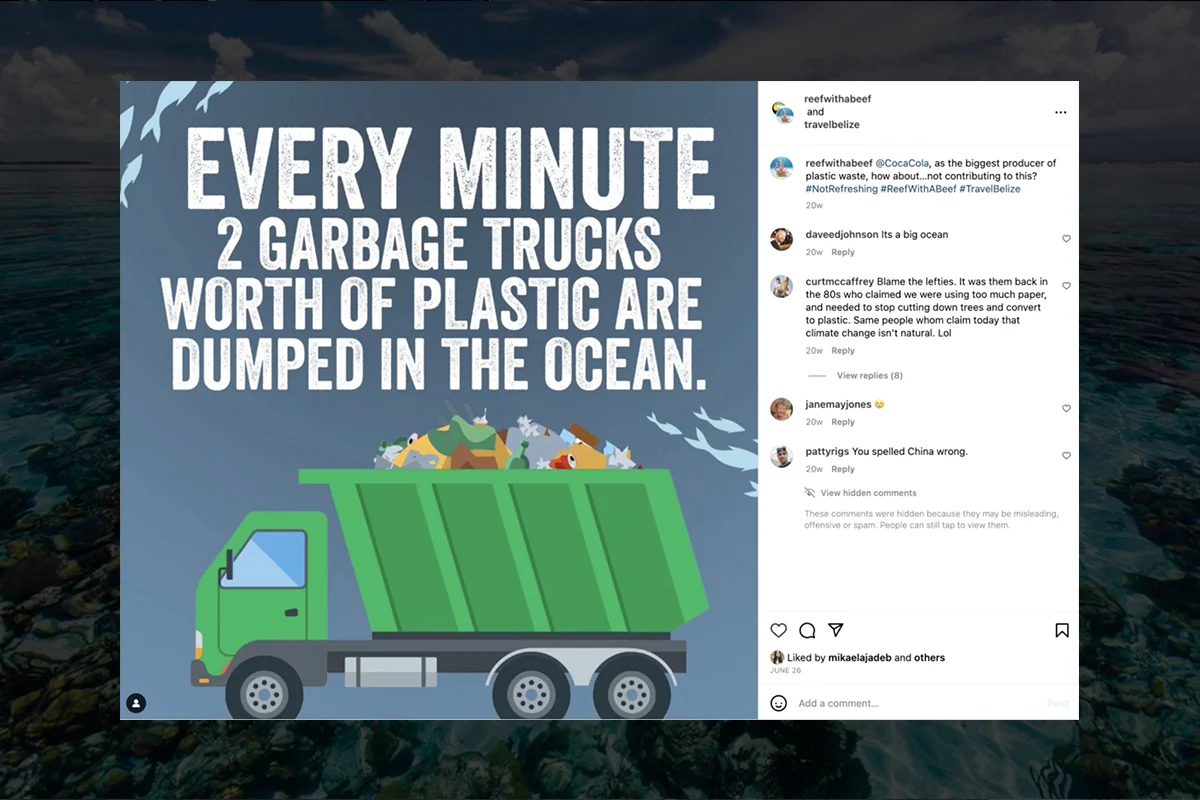 EVERY MINUTE
2 GARBAGE TRUCKS
WORTH OF PLASTIC ARE
DUMPED IN THE OCEAN.
reefwithabeef
and
travelbelize
reefwithabeef @CocaCola, as the biggest producer of
plastic waste, how about...not contributing to this?
#NotRefreshing #ReefWithABeef #TravelBelize
20w
daveedjohnson Its a big ocean
20w Reply
curtmccaffrey Blame the lefties. It was them back in
the 80s who claimed we were using too much paper,
and needed to stop cutting down trees and convert
to plastic. Same people whom claim today that
climate change isn't natural. Lol
20w Reply
View replies (8)
janemayjones 😢
20w Reply
pattyrigs You spelled China wrong.
20w Reply
View hidden comments
These comments were hidden because they may be misleading,
offensive or spam. People can still tap to view them.
Liked by mikaelajadeb and others
JUNE 26
Add a comment...
Post